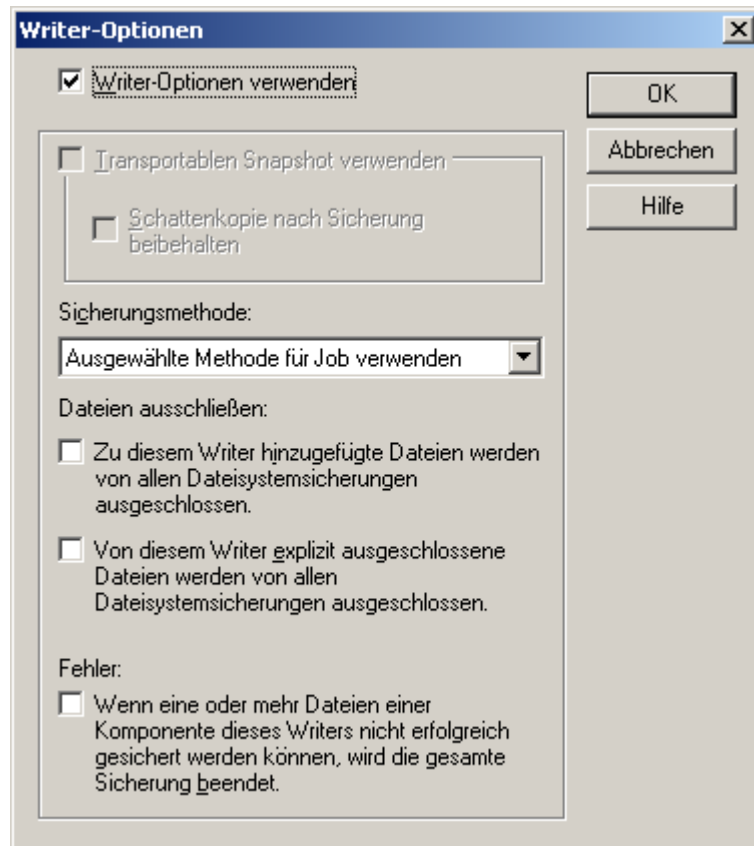 Writer-Optionen
Writer-Optionen verwenden
OK
Abbrechen
Hilfe
Transportablen Snapshot verwenden
Schattenkopie nach Sicherung
beibehalten
Sicherungsmethode:
Ausgewählte Methode für Job verwenden
Dateien ausschließen:
Zu diesem Writer hinzugefügte Dateien werden
von allen Dateisystemsicherungen
ausgeschlossen.
Von diesem Writer explizit ausgeschlossene
Dateien werden von allen
Dateisystemsicherungen ausgeschlossen.
Fehler:
Wenn eine oder mehr Dateien einer
Komponente dieses Writers nicht erfolgreich
gesichert werden können, wird die gesamte
Sicherung beendet.